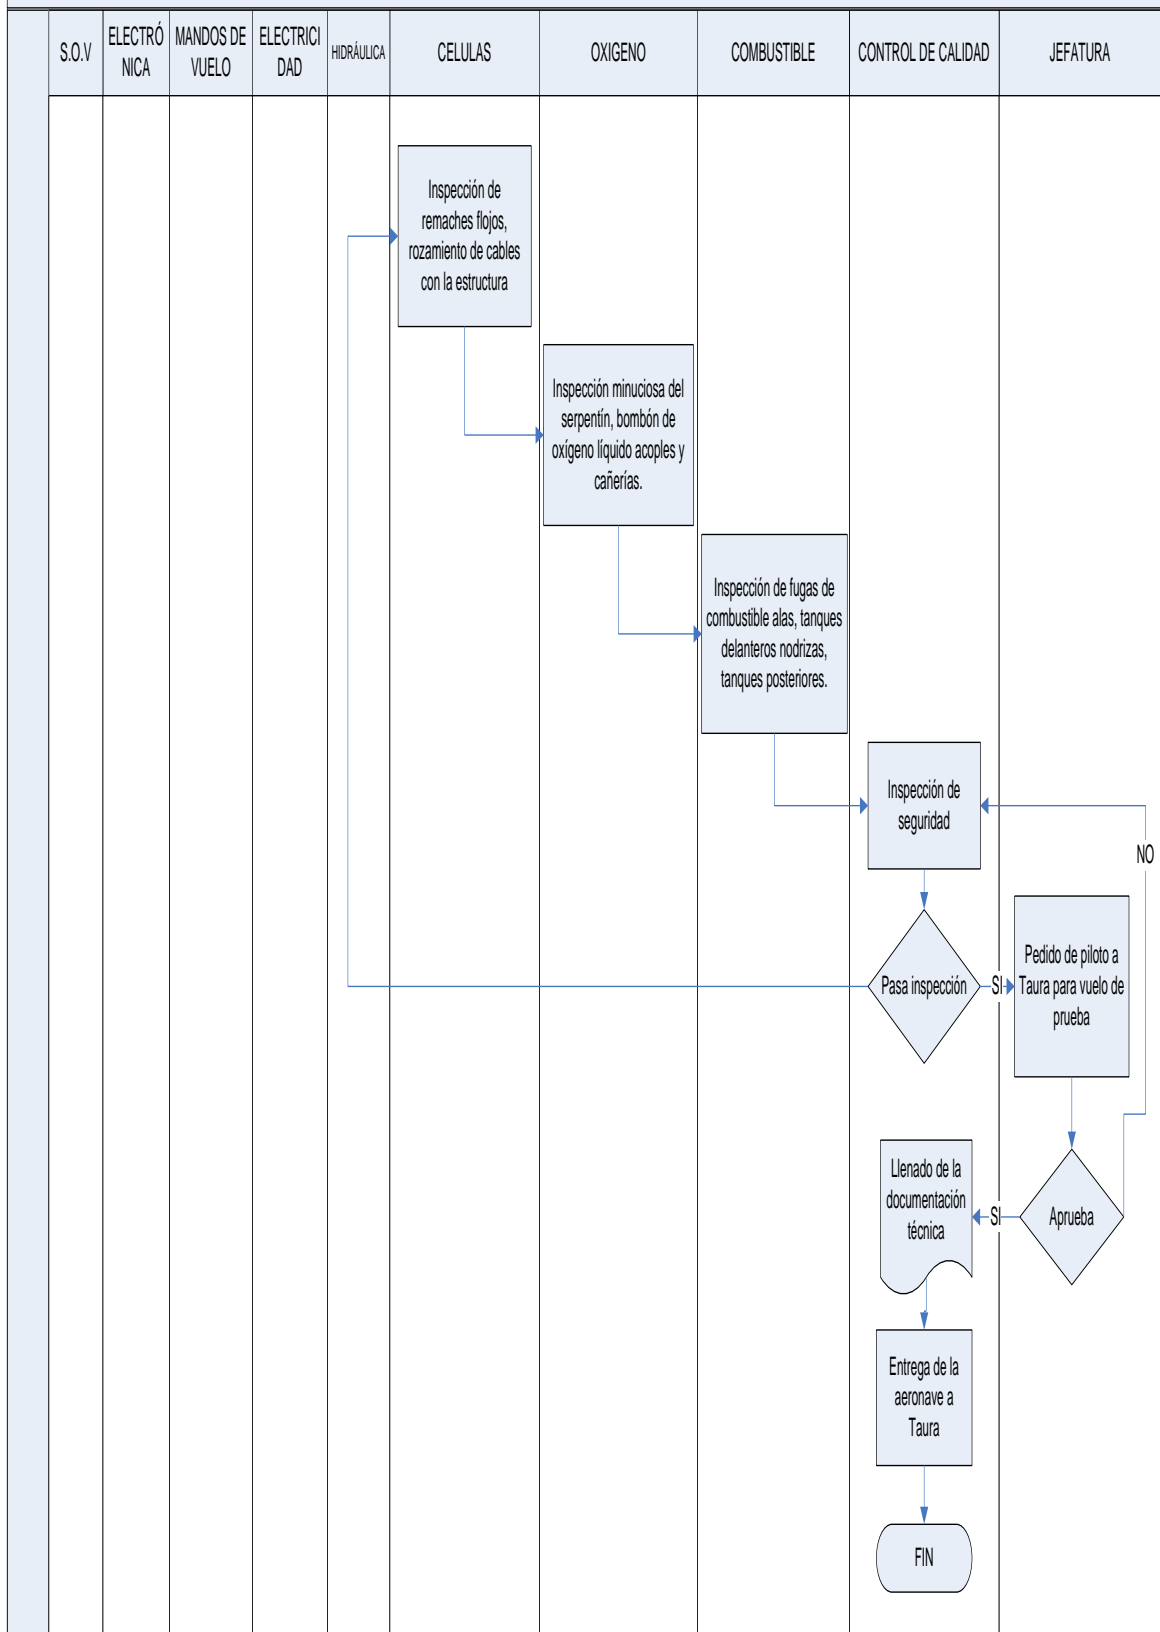 S.O.V
ELECTRÓ
NICA
MANDOS DE
VUELO
ELECTRICI
DAD
HIDRÁULICA
CELULAS
OXIGENO
COMBUSTIBLE
CONTROL DE CALIDAD
JEFATURA
Inspección de
remaches flojos,
rozamiento de cables
con la estructura
Inspección minuciosa del
serpentín, bombón de
oxígeno líquido acoples y
cañerías.
Inspección de fugas de
combustible alas, tanques
delanteros nodrizas,
tanques posteriores.
Inspección de
seguridad
NO
Pasa inspección
SI
Pedido de piloto a
Taura para vuelo de
prueba
Llenado de la
documentación
técnica
SI
Aprueba
Entrega de la
aeronave a
Taura
FIN